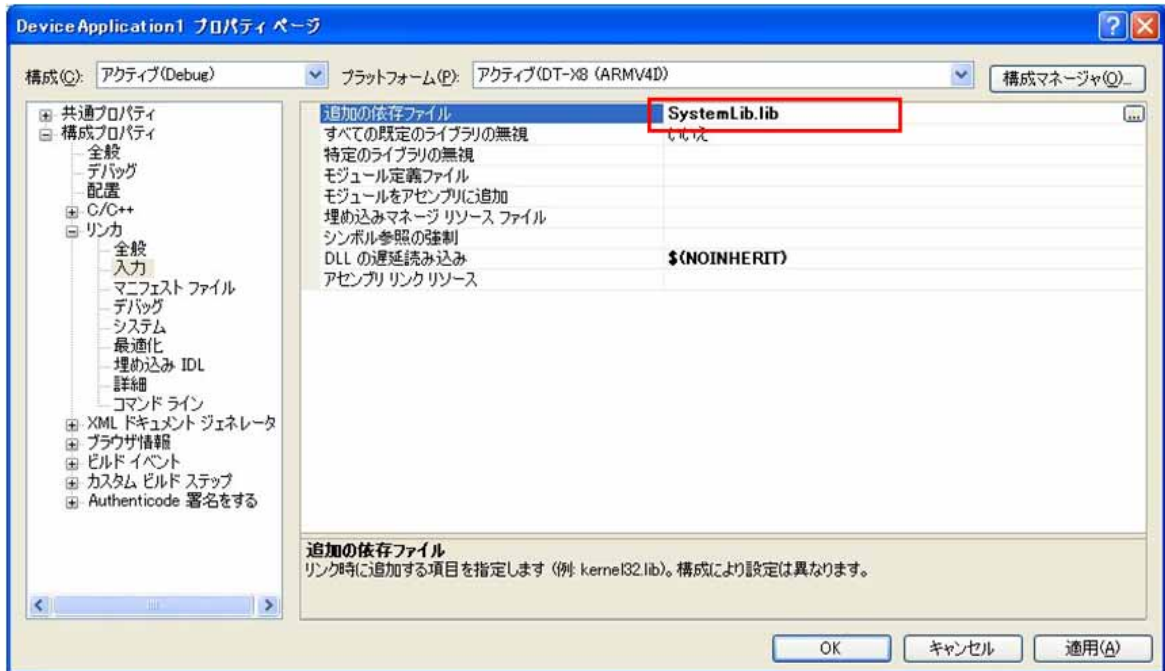 DeviceApplication1 プロパティ ページ
構成(C): アクティブ(Debug) プラットフォーム(P): アクティブ(DT-X8 (ARMV4D) 構成マネージャ(O)...
共通プロパティ
構成プロパティ
全般
デバッグ
配置
C/C++
リンカ
全般
入力
マニフェスト ファイル
デバッグ
システム
最適化
埋め込み IDL
詳細
コマンド ライン
XML ドキュメント ジェネレータ
ブラウザ情報
ビルド イベント
カスタム ビルド ステップ
Authenticode 署名をする
追加の依存ファイル SystemLib.lib ...
すべての既定のライブラリの無視 いいえ
特定のライブラリの無視
モジュール定義ファイル
モジュールをアセンブリに追加
埋め込みマネージ リソース ファイル
シンボル参照の強制
DLL の遅延読み込み $(NOINHERIT)
アセンブリ リンク リソース
追加の依存ファイル
リンク時に追加する項目を指定します (例: kernel32.lib)。構成により設定は異なります。
OK キャンセル 適用(A)